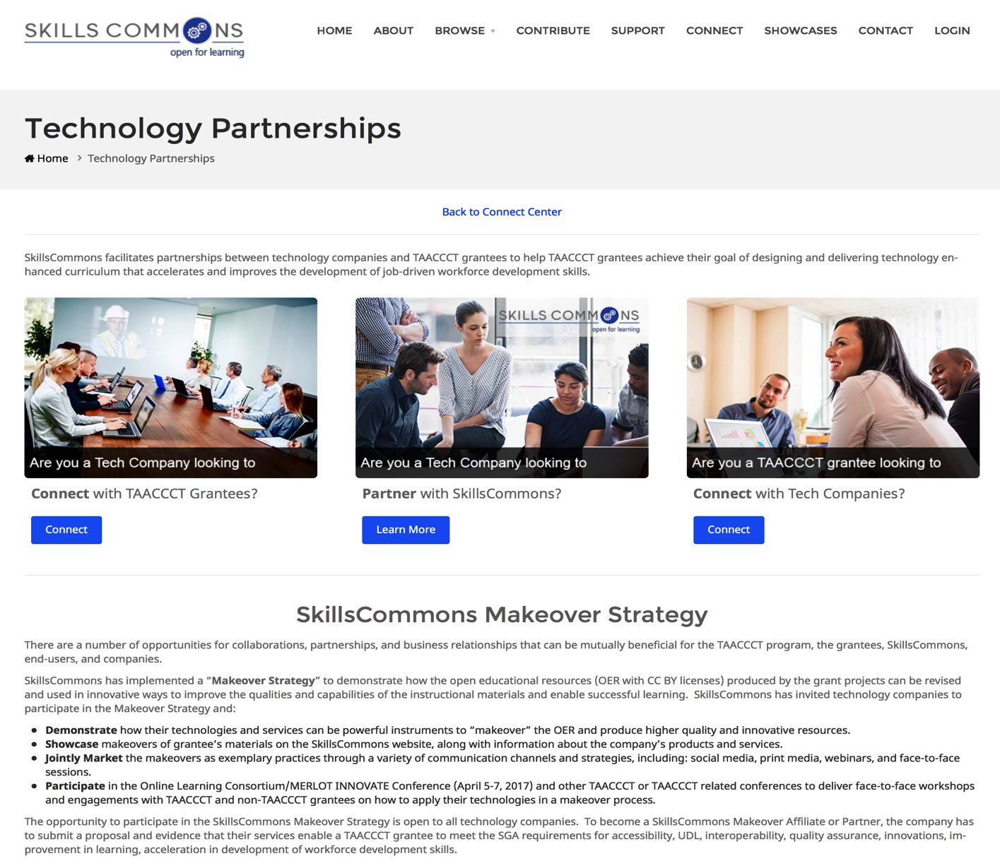 SKILLS COMMONS
open for learning
HOME ABOUT BROWSE + CONTRIBUTE SUPPORT CONNECT SHOWCASES CONTACT LOGIN
Technology Partnerships
Home > Technology Partnerships
Back to Connect Center
SkillsCommons facilitates partnerships between technology companies and TAACCCT grantees to help TAACCCT grantees achieve their goal of designing and delivering technology en-
hanced curriculum that accelerates and improves the development of job-driven workforce development skills.
Are you a Tech Company looking to
Connect with TAACCCT Grantees?
Connect
SKILLS COMMONS
open for learning
Are you a Tech Company looking to
Partner with SkillsCommons?
Learn More
Are you a TAACCCT grantee looking to
Connect with Tech Companies?
Connect
SkillsCommons Makeover Strategy
There are a number of opportunities for collaborations, partnerships, and business relationships that can be mutually beneficial for the TAACCCT program, the grantees, SkillsCommons,
end-users, and companies.
SkillsCommons has implemented a “Makeover Strategy” to demonstrate how the open educational resources (OER with CC BY licenses) produced by the grant projects can be revised
and used in innovative ways to improve the qualities and capabilities of the instructional materials and enable successful learning. SkillsCommons has invited technology companies to
participate in the Makeover Strategy and:
• Demonstrate how their technologies and services can be powerful instruments to “makeover” the OER and produce higher quality and innovative resources.
• Showcase makeovers of grantee’s materials on the SkillsCommons website, along with information about the company’s products and services.
• Jointly Market the makeovers as exemplary practices through a variety of communication channels and strategies, including: social media, print media, webinars, and face-to-face
sessions.
• Participate in the Online Learning Consortium/MERLOT INNOVATE Conference (April 5-7, 2017) and other TAACCCT or TAACCCT related conferences to deliver face-to-face workshops
and engagements with TAACCCT and non-TAACCCT grantees on how to apply their technologies in a makeover process.
The opportunity to participate in the SkillsCommons Makeover Strategy is open to all technology companies. To become a SkillsCommons Makeover Affiliate or Partner, the company has
to submit a proposal and evidence that their services enable a TAACCCT grantee to meet the SGA requirements for accessibility, UDL, interoperability, quality assurance, innovations, im-
provement in learning, acceleration in development of workforce development skills.